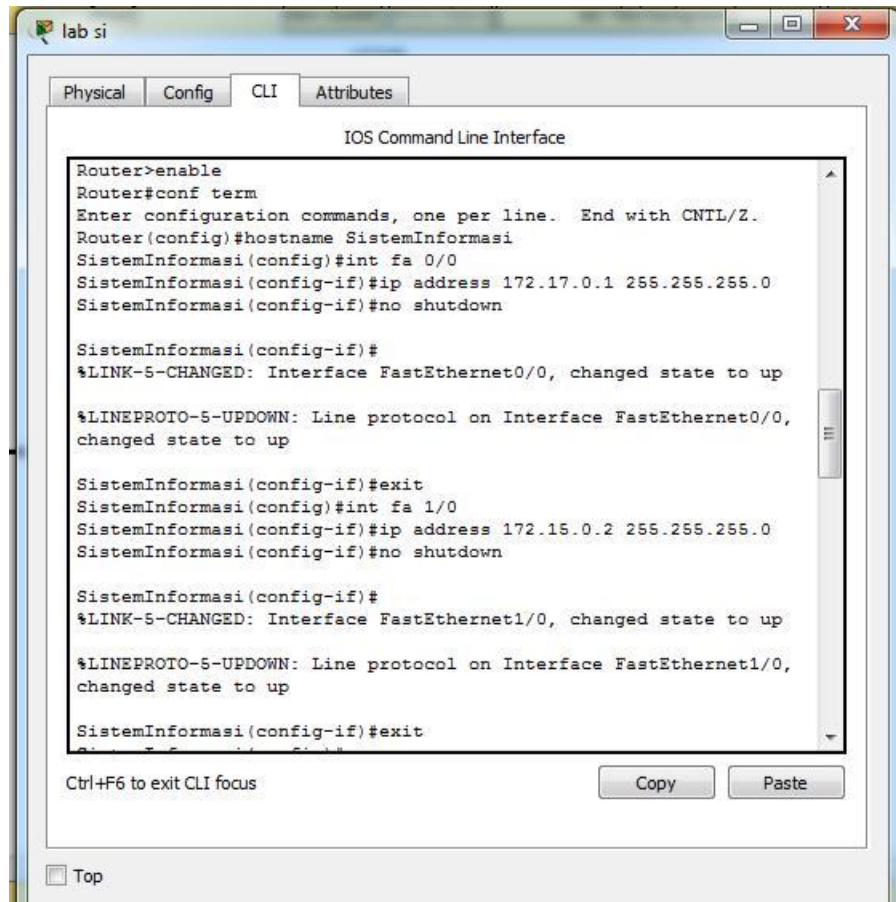 lab si
Physical Config CLI Attributes
IOS Command Line Interface
Router>enable
Router#conf term
Enter configuration commands, one per line.  End with CNTL/Z.
Router(config)#hostname SistemInformasi
SistemInformasi(config)#int fa 0/0
SistemInformasi(config-if)#ip address 172.17.0.1 255.255.255.0
SistemInformasi(config-if)#no shutdown
SistemInformasi(config-if)#
%LINK-5-CHANGED: Interface FastEthernet0/0, changed state to up
%LINEPROTO-5-UPDOWN: Line protocol on Interface FastEthernet0/0,
changed state to up
SistemInformasi(config-if)#exit
SistemInformasi(config)#int fa 1/0
SistemInformasi(config-if)#ip address 172.15.0.2 255.255.255.0
SistemInformasi(config-if)#no shutdown
SistemInformasi(config-if)#
%LINK-5-CHANGED: Interface FastEthernet1/0, changed state to up
%LINEPROTO-5-UPDOWN: Line protocol on Interface FastEthernet1/0,
changed state to up
SistemInformasi(config-if)#exit
Ctrl+F6 to exit CLI focus
Copy Paste
Top